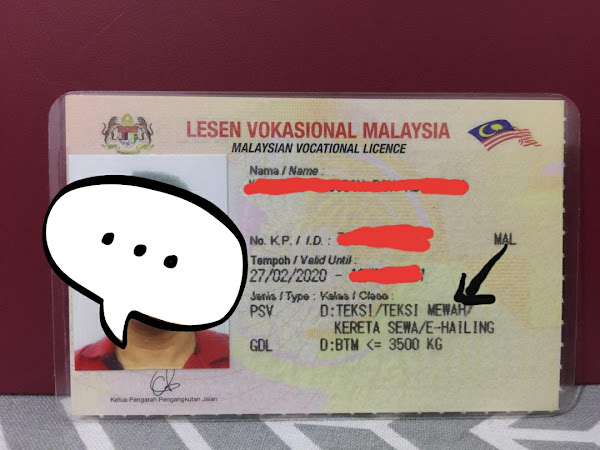 LESEN VOKASIONAL MALAYSIA
MALAYSIAN VOCATIONAL LICENCE
Nama / Name :
No. K.P. / I.D. :
MAL
Tempoh / Valid Until :
27/02/2020 -
Jenis / Type : Kelas / Class :
PSV D:TEKSI/TEKSI MEWAH/
KERETA SEWA/E-HAILING
GDL D:BTM <= 3500 KG
Ketua Pengarah Pengangkutan Jalan